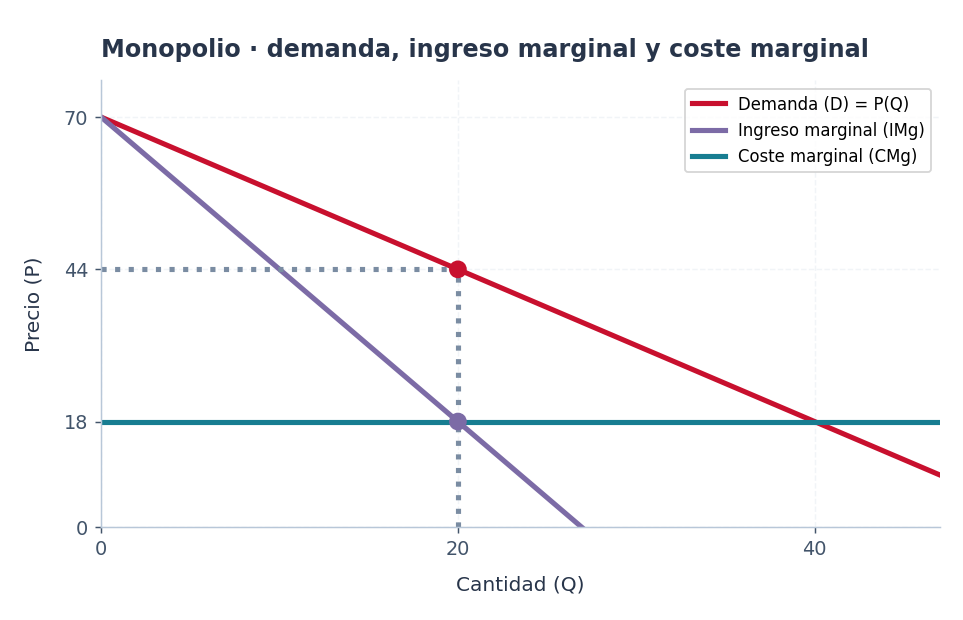 Monopolio · demanda, ingreso marginal y coste marginal
Demanda (D) = P(Q)
Ingreso marginal (IMg)
Coste marginal (CMg)
Precio (P)
70
44
18
0
0
20
40
Cantidad (Q)